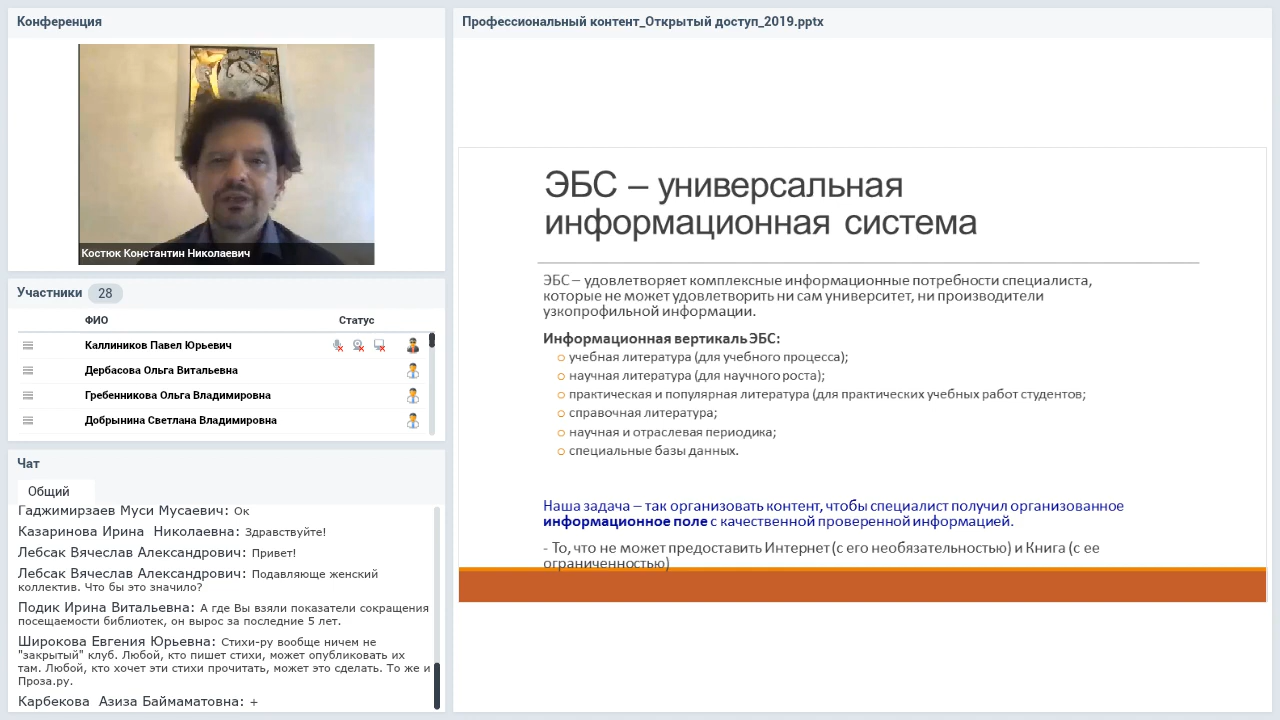 Конференция
Костюк Константин Николаевич
Участники 28
ФИО Статус
Каллиников Павел Юрьевич
Дербасова Ольга Витальевна
Гребенникова Ольга Владимировна
Добрынина Светлана Владимировна
Чат
Общий
Гаджимирзаев Муси Мусаевич: Ок
Казаринова Ирина Николаевна: Здравствуйте!
Лебсак Вячеслав Александрович: Привет!
Лебсак Вячеслав Александрович: Подавляюще женский
коллектив. Что бы это значило?
Подик Ирина Витальевна: А где Вы взяли показатели сокращения
посещаемости библиотек, он вырос за последние 5 лет.
Широкова Евгения Юрьевна: Стихи-ру вообще ничем не
"закрытый" клуб. Любой, кто пишет стихи, может опубликовать их
там. Любой, кто хочет эти стихи прочитать, может это сделать. То же и
Проза.ру.
Карбекова Азиза Баймаматовна: +
Профессиональный контент_Открытый доступ_2019.pptx
ЭБС – универсальная
информационная система
ЭБС – удовлетворяет комплексные информационные потребности специалиста,
которые не может удовлетворить ни сам университет, ни производители
узкопрофильной информации.
Информационная вертикаль ЭБС:
o учебная литература (для учебного процесса);
o научная литература (для научного роста);
o практическая и популярная литература (для практических учебных работ студентов;
o справочная литература;
o научная и отраслевая периодика;
o специальные базы данных.
Наша задача – так организовать контент, чтобы специалист получил организованное
информационное поле с качественной проверенной информацией.
- То, что не может предоставить Интернет (с его необязательностью) и Книга (с ее
ограниченностью)